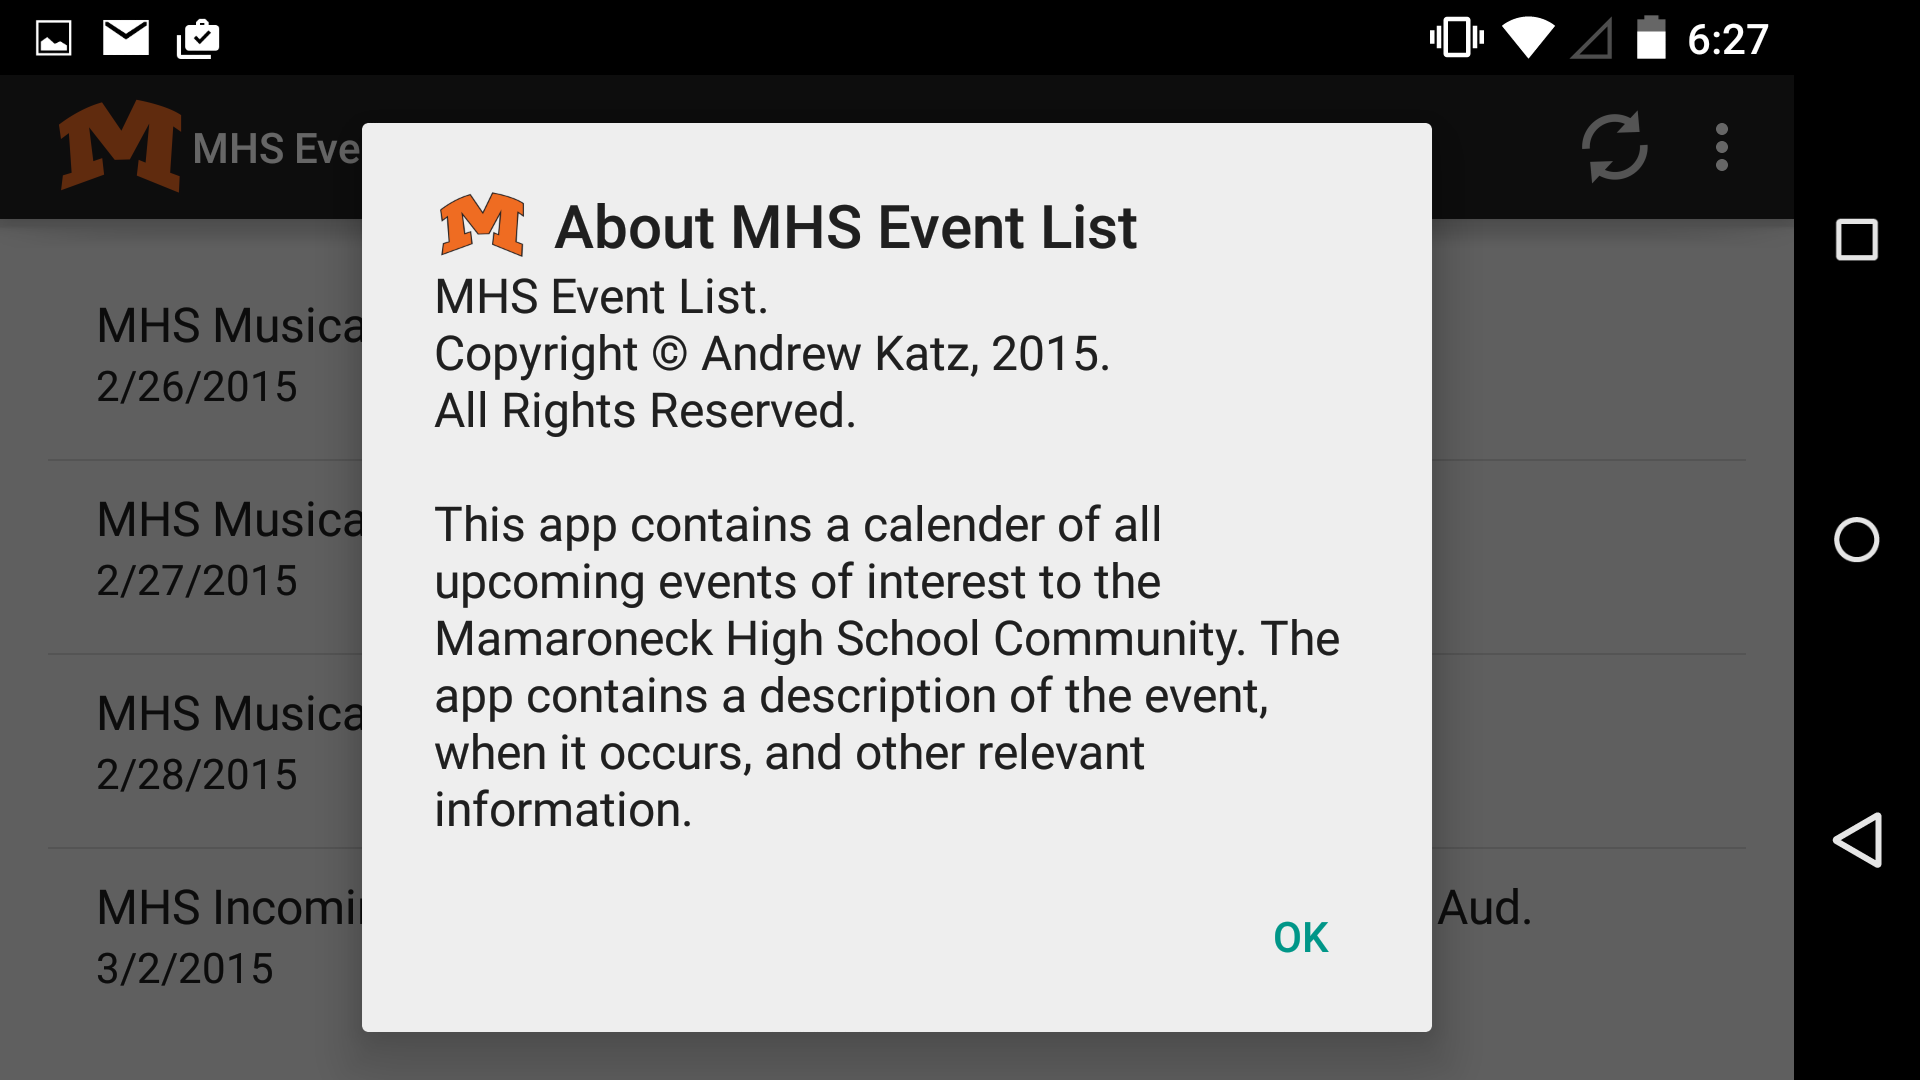 6:27
MHS Eve
About MHS Event List
MHS Event List.
Copyright © Andrew Katz, 2015.
All Rights Reserved.
This app contains a calender of all
upcoming events of interest to the
Mamaroneck High School Community. The
app contains a description of the event,
when it occurs, and other relevant
information.
OK
MHS Musica
2/26/2015
MHS Musica
2/27/2015
MHS Musica
2/28/2015
MHS Incomi
Aud.
3/2/2015